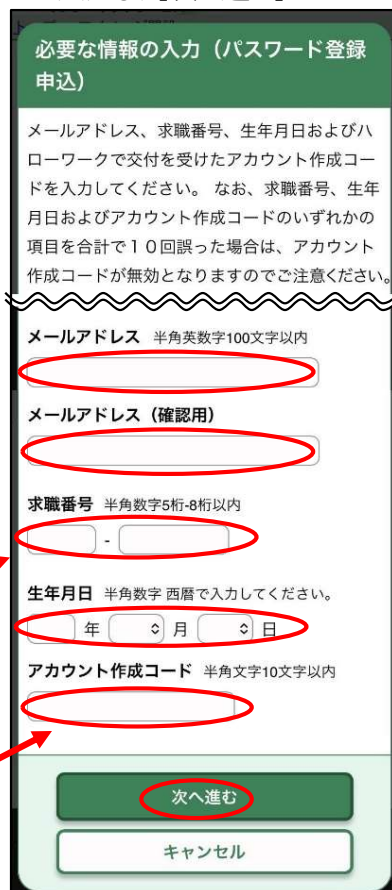 必要な情報の入力（パスワード登録
申込）
メールアドレス、求職番号、生年月日およびハ
ローワークで交付を受けたアカウント作成コー
ドを入力してください。 なお、求職番号、生年
月日およびアカウント作成コードのいずれかの
項目を合計で１０回誤った場合は、アカウント
作成コードが無効となりますのでご注意ください。
メールアドレス 半角英数字100文字以内
メールアドレス（確認用）
求職番号 半角数字5桁-8桁以内
-
生年月日 半角数字 西暦で入力してください。
年 月 日
アカウント作成コード 半角文字10文字以内
次へ進む
キャンセル